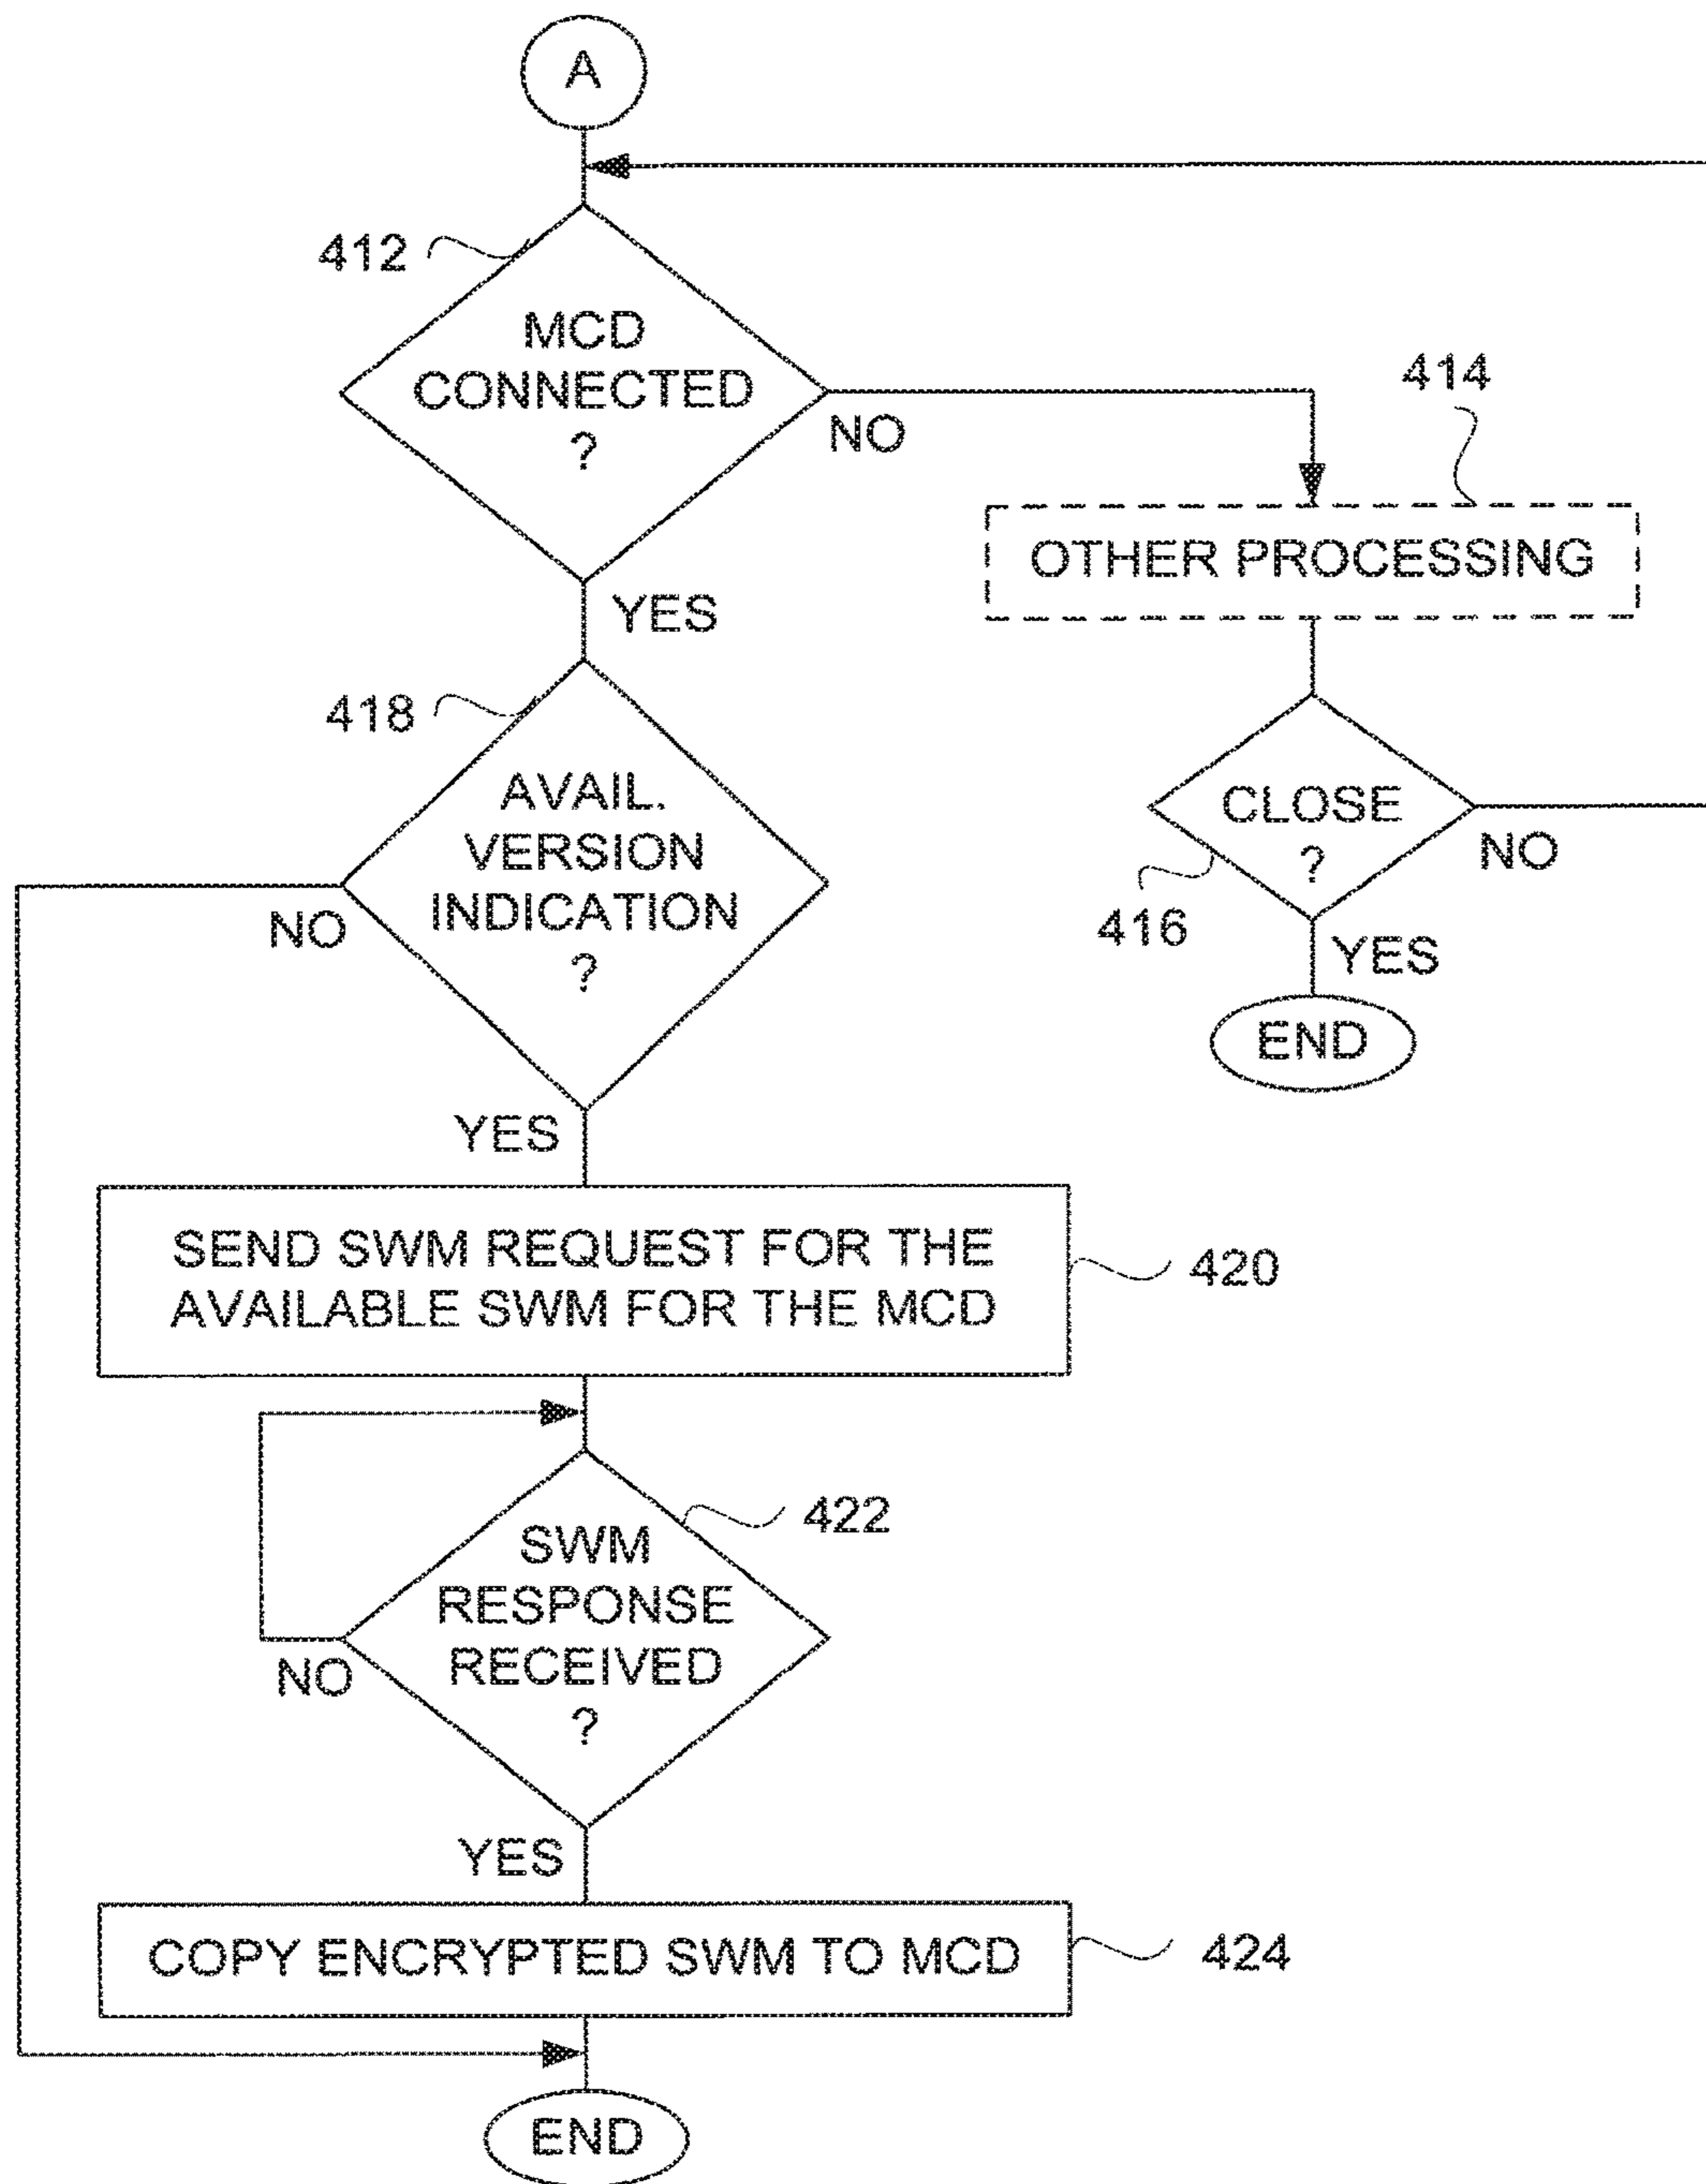 A
412
MCD
CONNECTED
?
NO
YES
414
OTHER PROCESSING
CLOSE
?
416
NO
YES
END
418
AVAIL.
VERSION
INDICATION
?
NO
YES
SEND SWM REQUEST FOR THE
AVAILABLE SWM FOR THE MCD
420
422
SWM
RESPONSE
RECEIVED
?
NO
YES
COPY ENCRYPTED SWM TO MCD
424
END